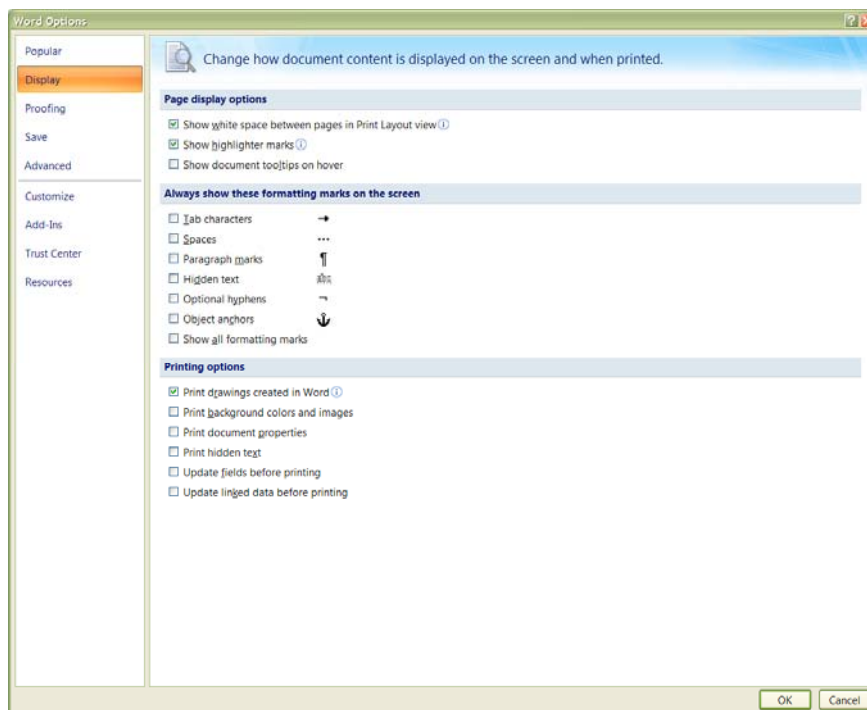 Word Options
Popular
Display
Proofing
Save
Advanced
Customize
Add-Ins
Trust Center
Resources
Change how document content is displayed on the screen and when printed.
Page display options
Show white space between pages in Print Layout view
Show highlighter marks
Show document tooltips on hover
Always show these formatting marks on the screen
Tab characters
Spaces
Paragraph marks ¶
Hidden text abc
Optional hyphens ¬
Object anchors
Show all formatting marks
Printing options
Print drawings created in Word
Print background colors and images
Print document properties
Print hidden text
Update fields before printing
Update linked data before printing
OK Cancel